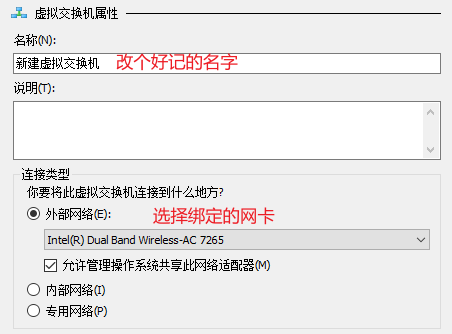 虚拟交换机属性
名称(N):
新建虚拟交换机 改个好记的名字
说明(T):
连接类型
你要将此虚拟交换机连接到什么地方?
外部网络(E): 选择绑定的网卡
Intel(R) Dual Band Wireless-AC 7265
允许管理操作系统共享此网络适配器(M)
内部网络(I)
专用网络(P)